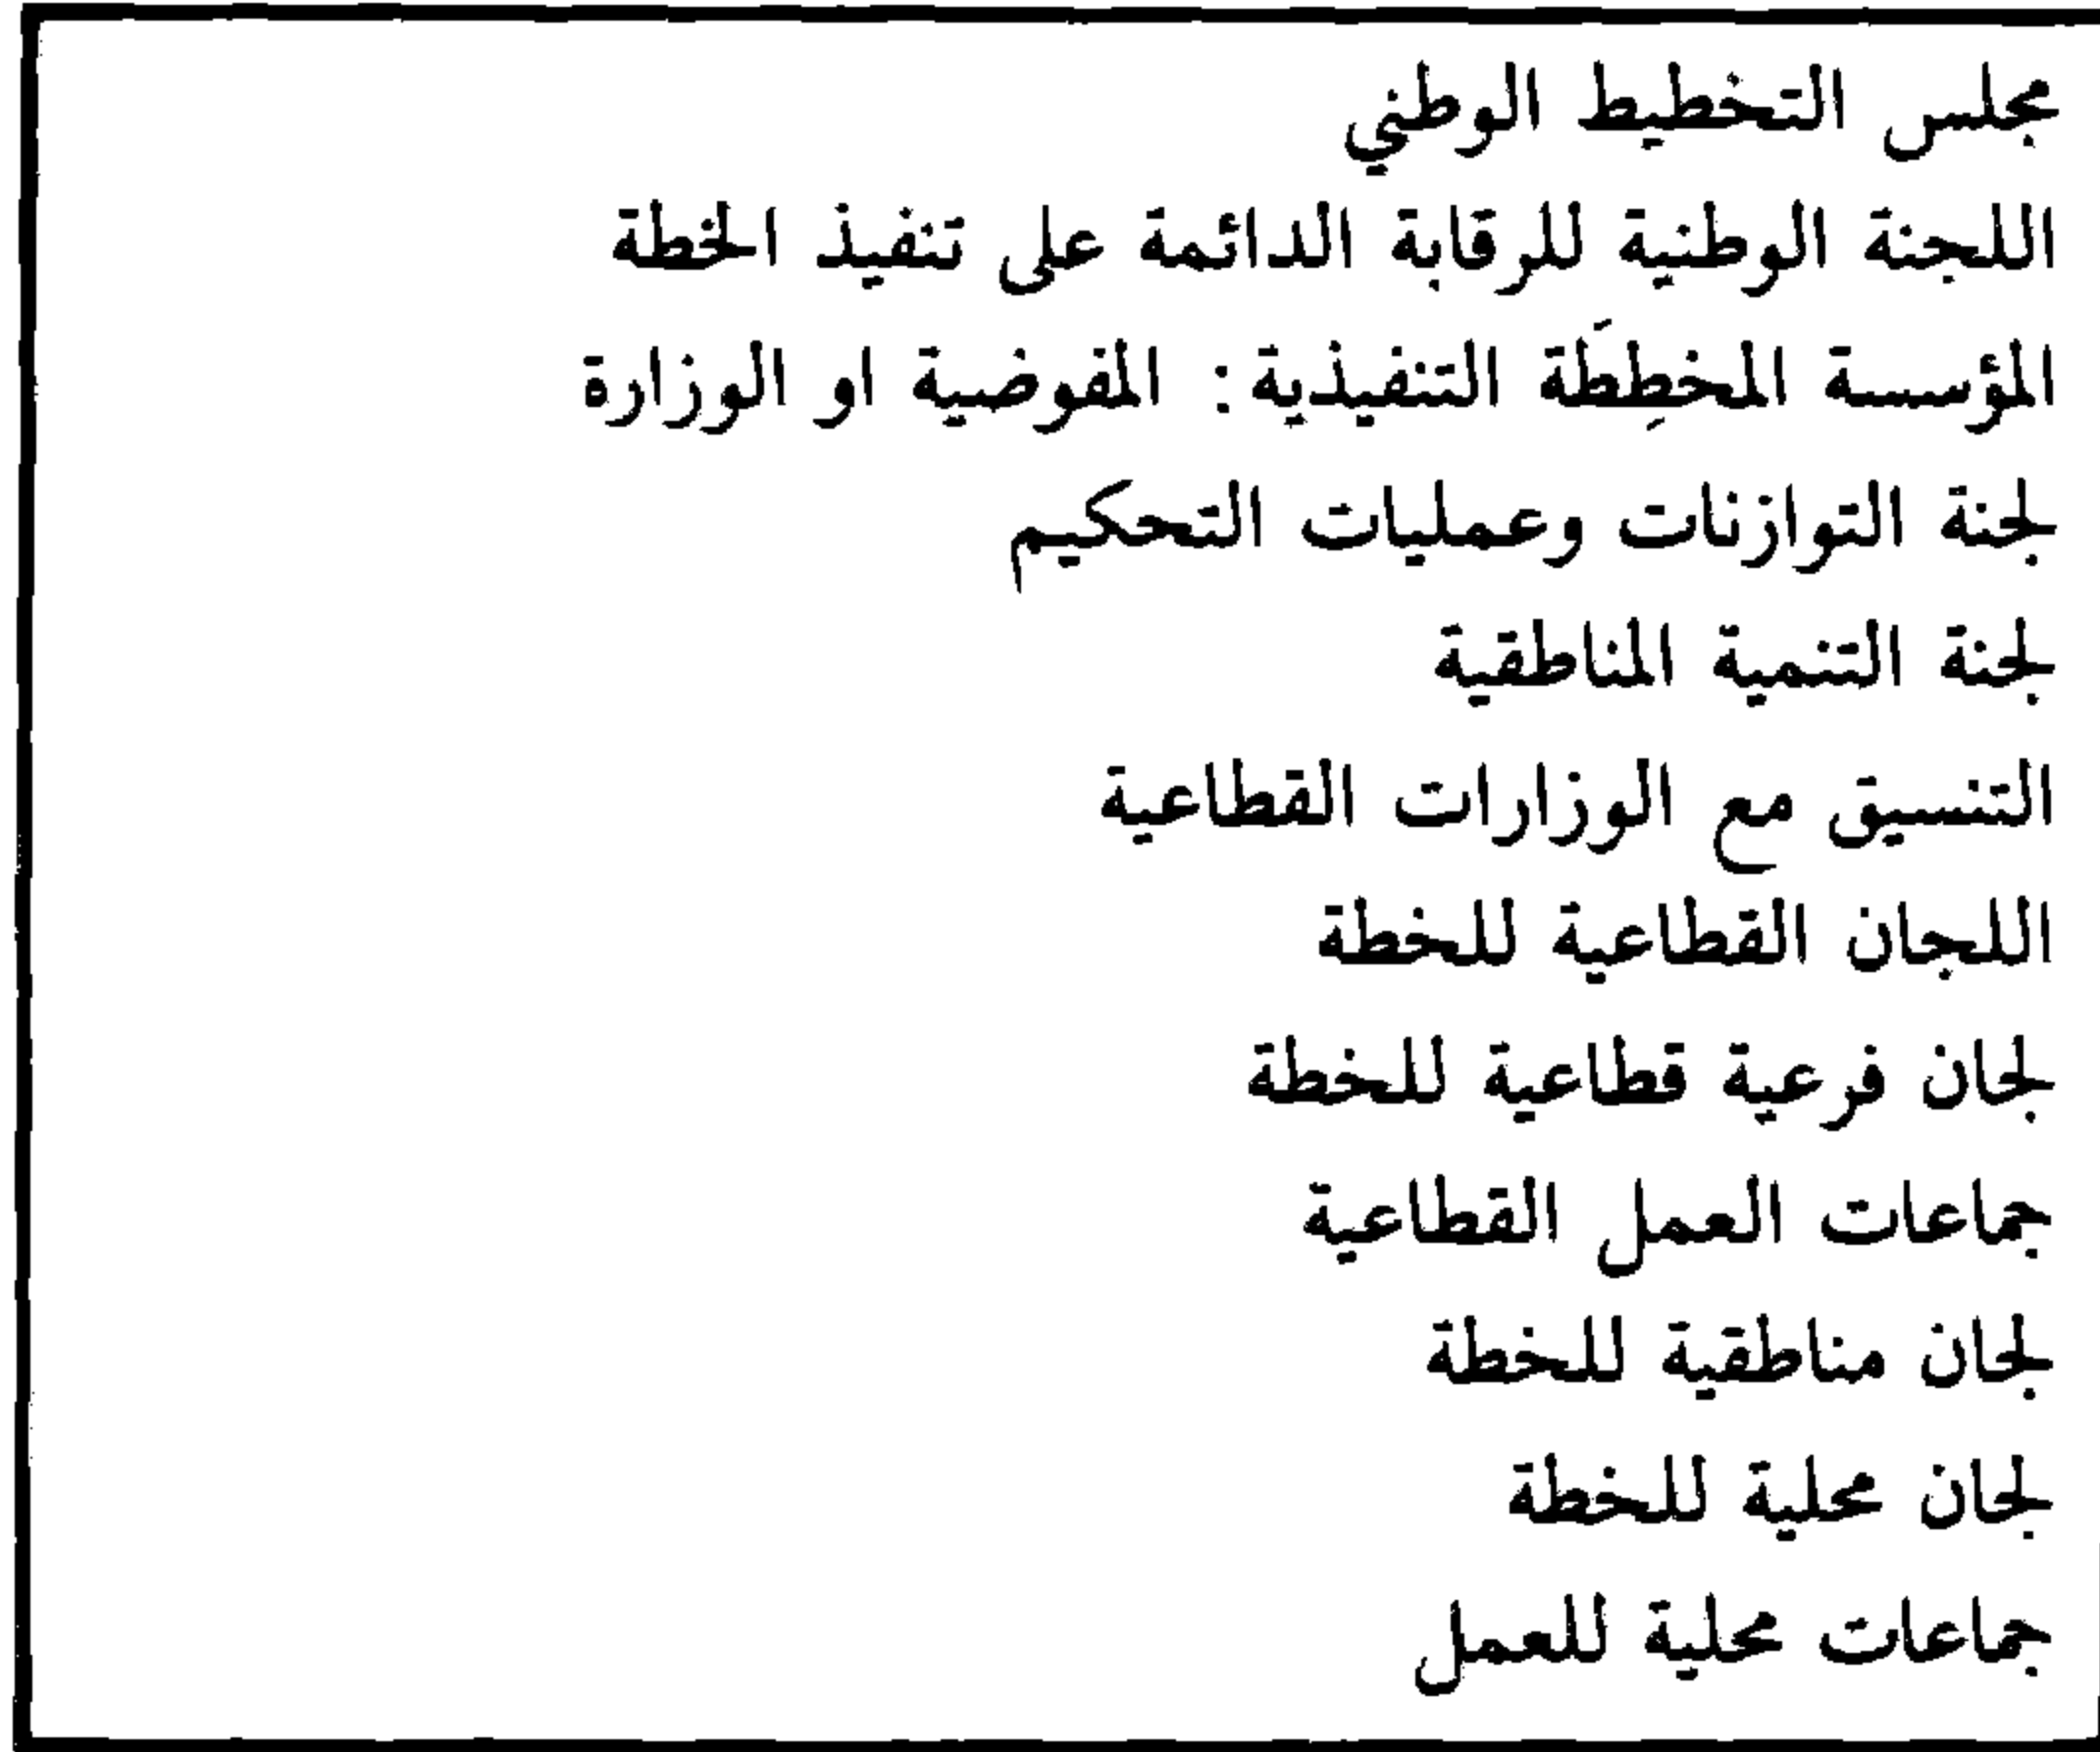 مجلس التخطيط الوطني
اللجنة الوطنية للرقابة الدائمة على تنفيذ الخطة
المؤسسة المخطِطَة التنفيذية: المفوضية او الوزارة
لجنة التوازنات وعمليات التحكيم
لجنة التنمية المناطقية
التنسيق مع الوزارات القطاعية
اللجان القطاعية للخطة
لجان فرعية قطاعية للخطة
جماعات العمل القطاعية
لجان مناطقية للخطة
لجان محلية للخطة
جماعات محلية للعمل